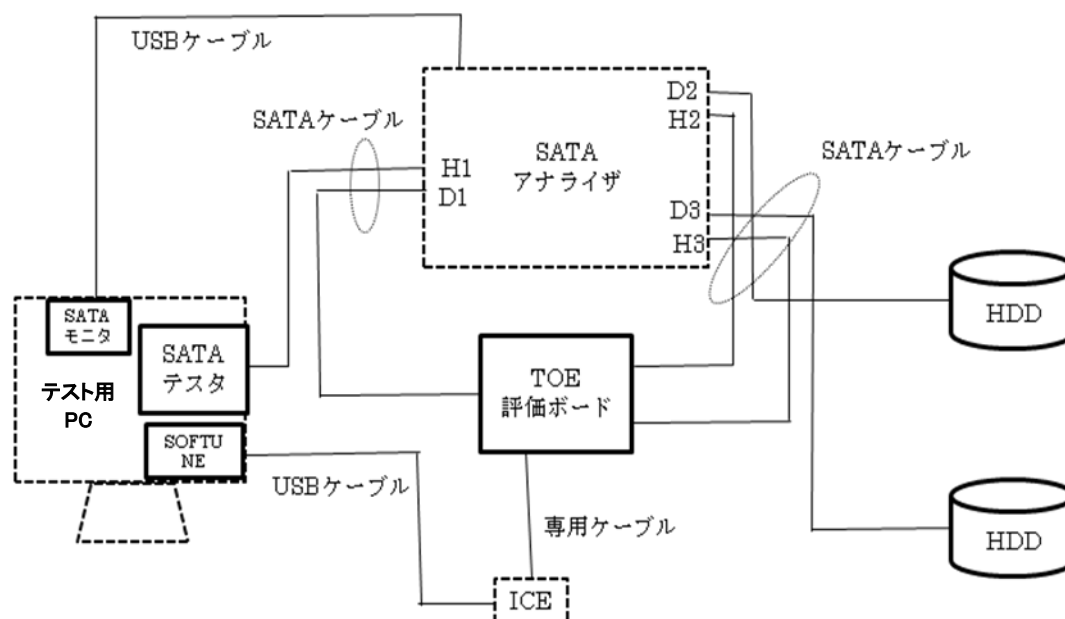 USBケーブル
SATAケーブル
H1
D1
SATA
アナライザ
D2
H2
D3
H3
SATAケーブル
SATA
モニタ
SATA
テスタ
テスト用
PC
SOFTU
NE
USBケーブル
TOE
評価ボード
専用ケーブル
ICE
HDD
HDD